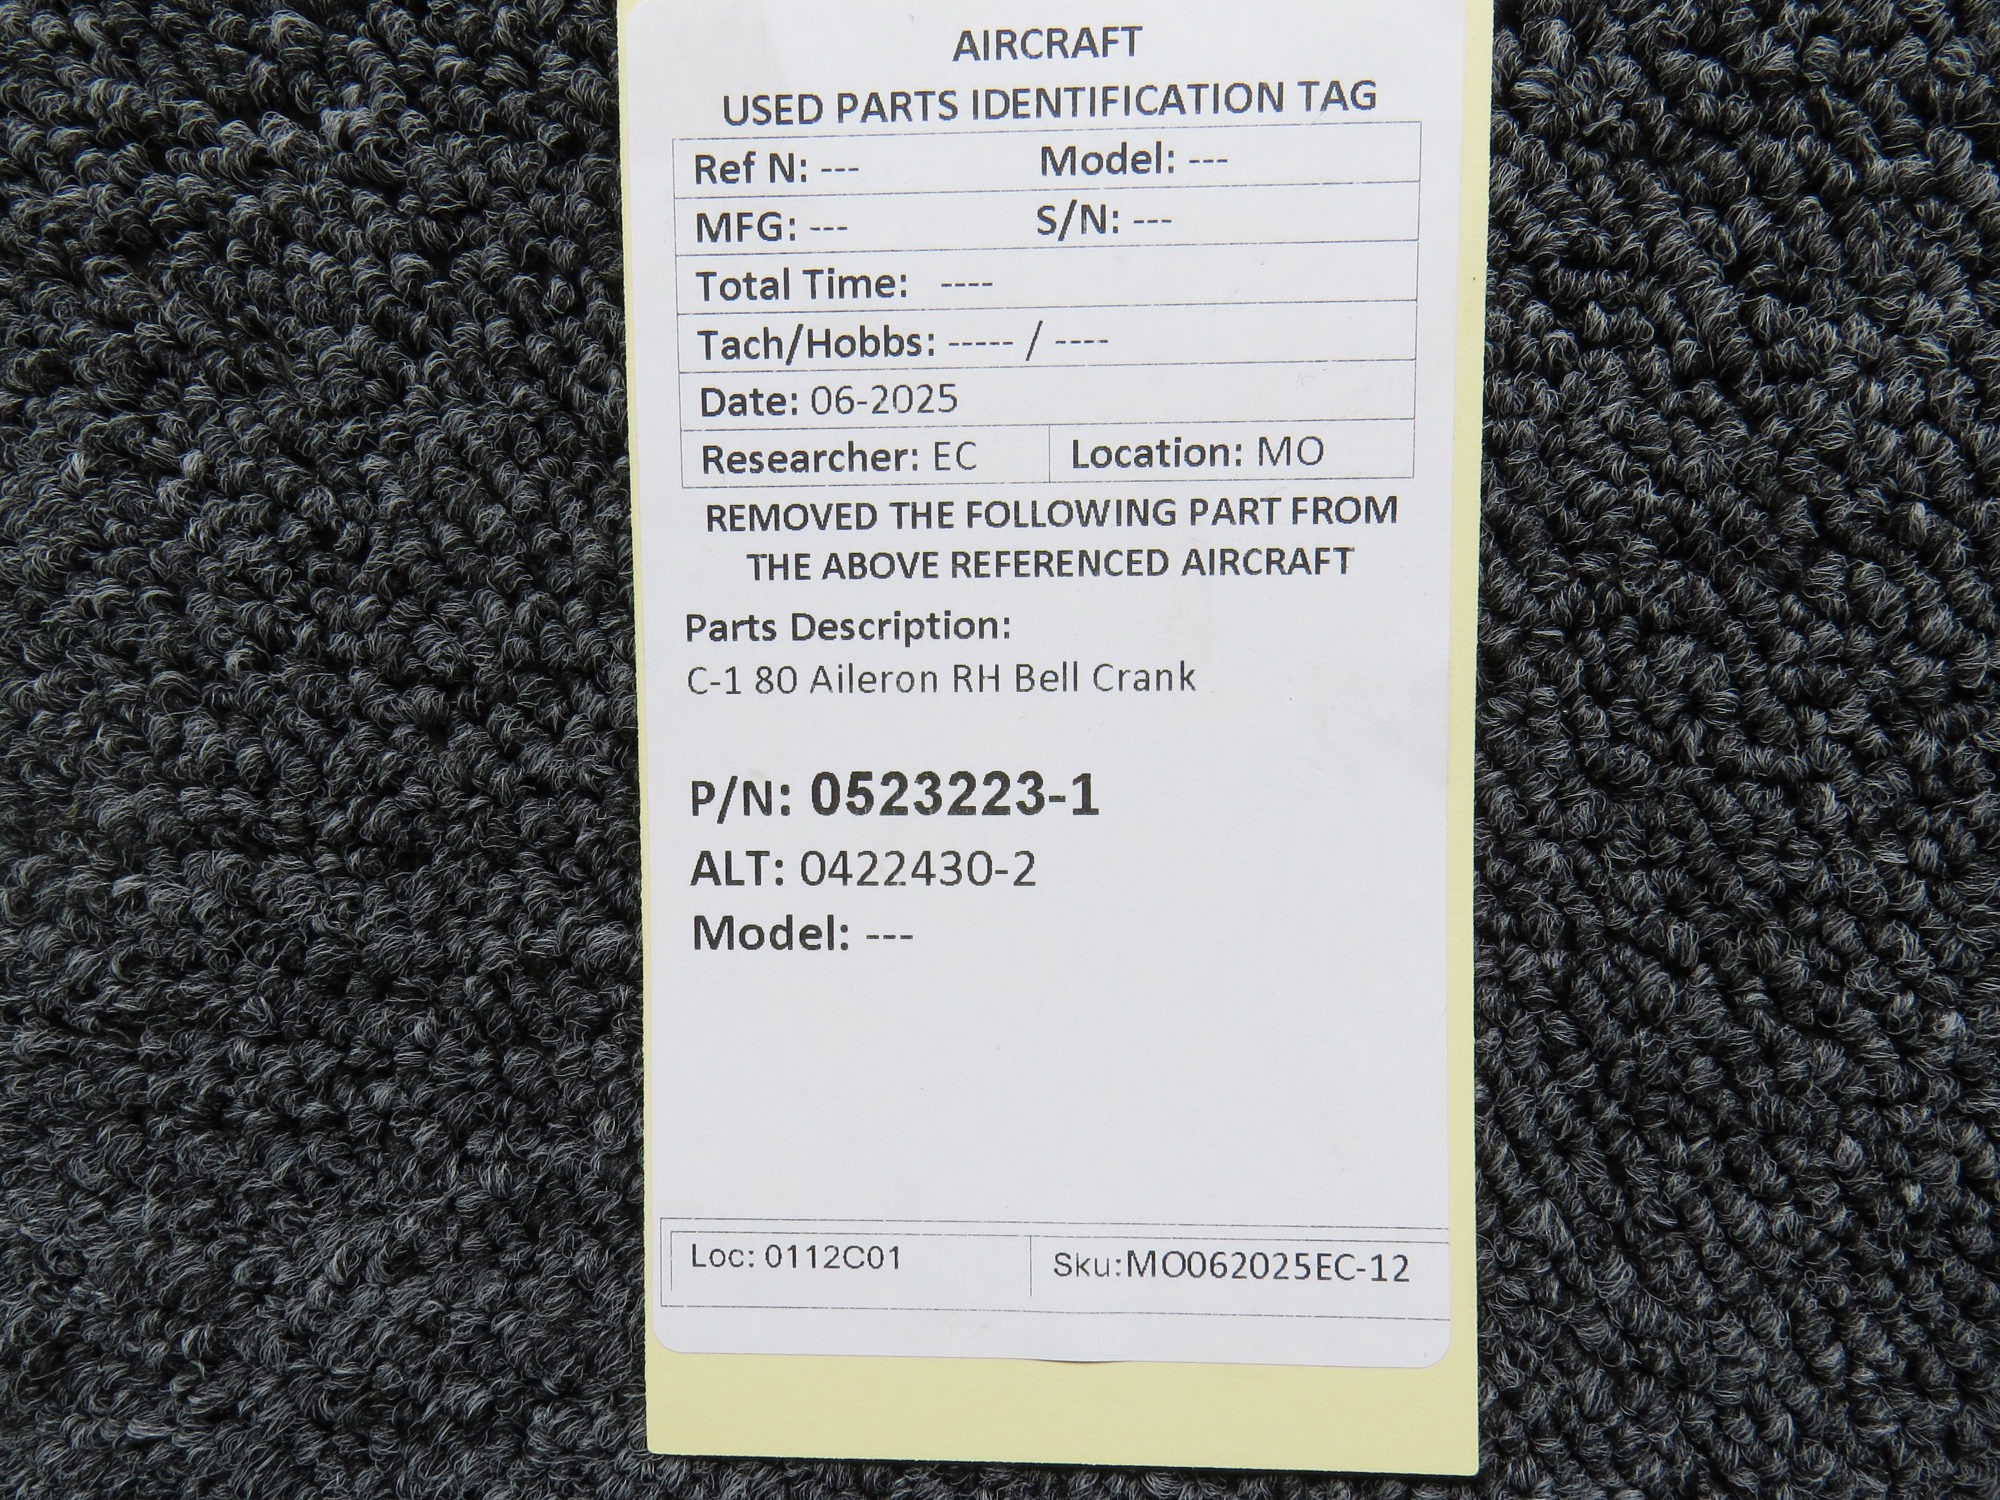 AIRCRAFT
USED PARTS IDENTIFICATION TAG
Ref N: --- Model: ---
MFG: --- S/N: ---
Total Time: ----
Tach/Hobbs: ----- / ----
Date: 06-2025
Researcher: EC Location: MO
REMOVED THE FOLLOWING PART FROM
THE ABOVE REFERENCED AIRCRAFT
Parts Description:
C-1 80 Aileron RH Bell Crank
P/N: 0523223-1
ALT: 0422430-2
Model: ---
Loc: 0112C01 Sku:MO062025EC-12